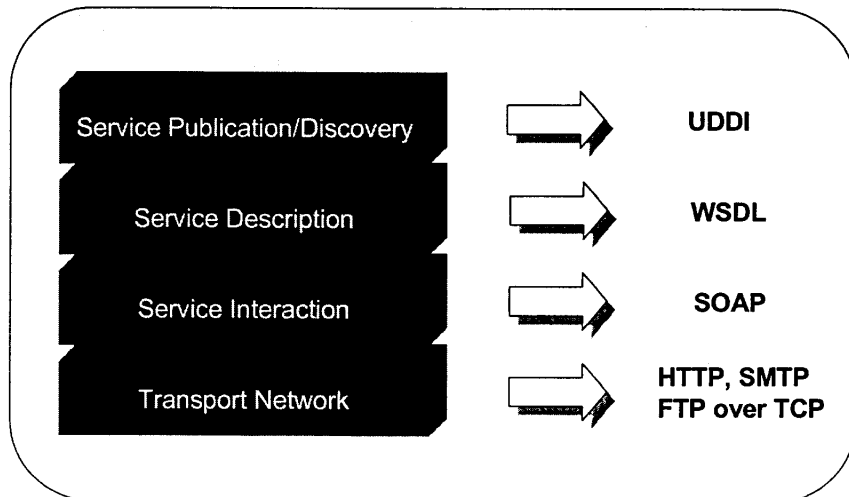 Service Publication/Discovery
UDDI
Service Description
WSDL
Service Interaction
SOAP
Transport Network
HTTP, SMTP
FTP over TCP